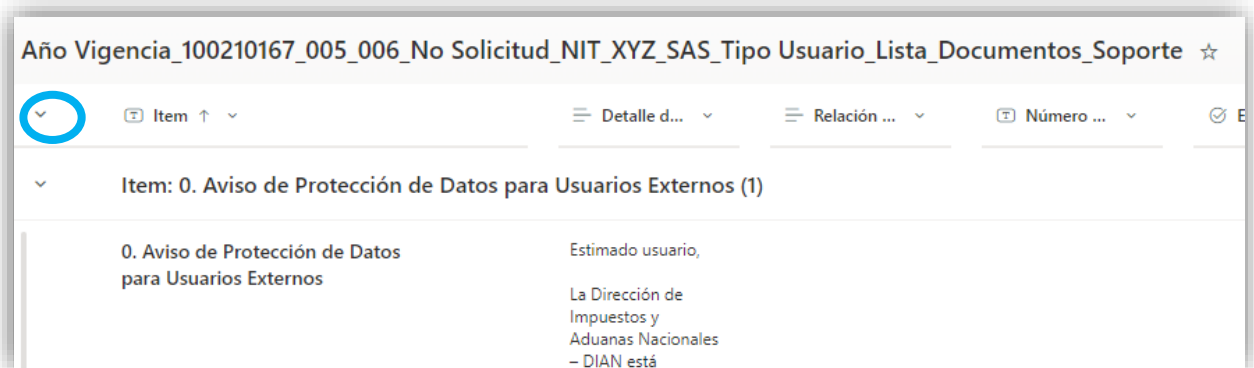 Año Vigencia_100210167_005_006_No Solicitud_NIT_XYZ_SAS_Tipo Usuario_Lista_Documentos_Soporte
Item Detalle d... Relación ... Número ... E
Item: 0. Aviso de Protección de Datos para Usuarios Externos (1)
0. Aviso de Protección de Datos
para Usuarios Externos
Estimado usuario,
La Dirección de
Impuestos y
Aduanas Nacionales
– DIAN está